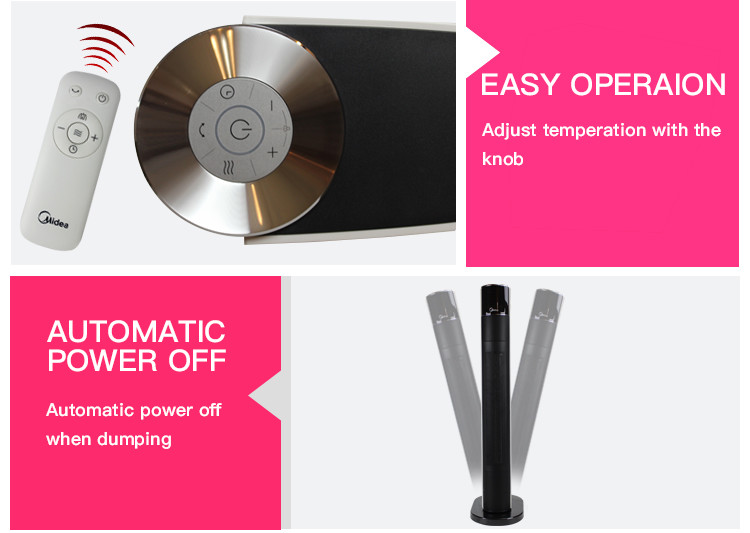 Midea
EASY OPERAION
Adjust temperation with the
knob
AUTOMATIC
POWER OFF
Automatic power off
when dumping